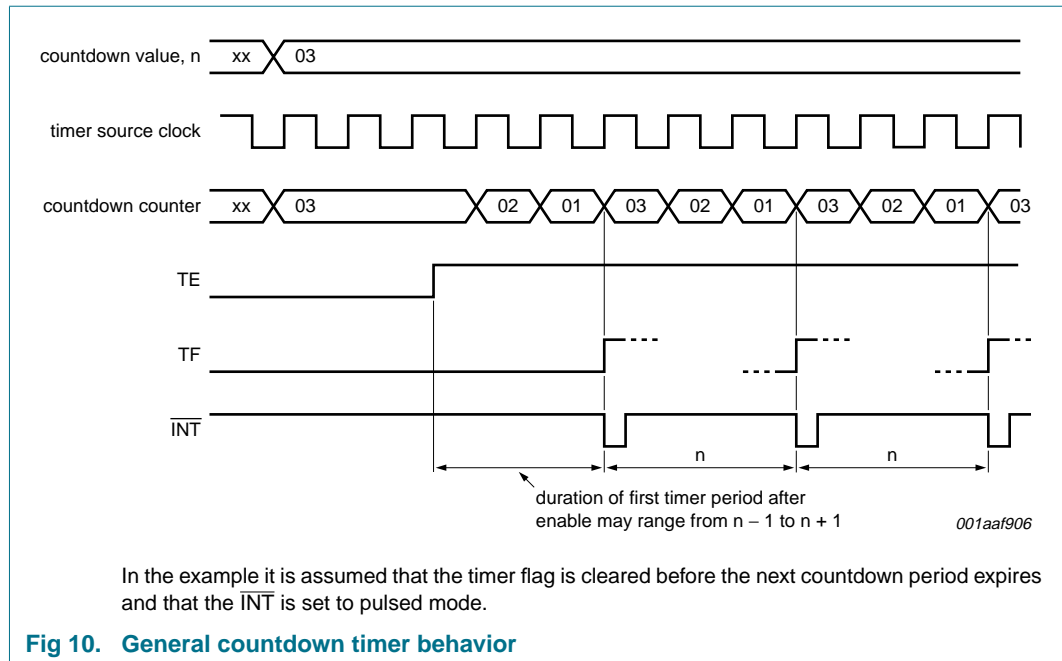 countdown value, n xx 03
timer source clock
countdown counter xx 03 02 01 03 02 01 03 02 01 03
TE
TF
INT
n n
duration of first timer period after
enable may range from n − 1 to n + 1
001aaf906
In the example it is assumed that the timer flag is cleared before the next countdown period expires
and that the INT is set to pulsed mode.
Fig 10. General countdown timer behavior